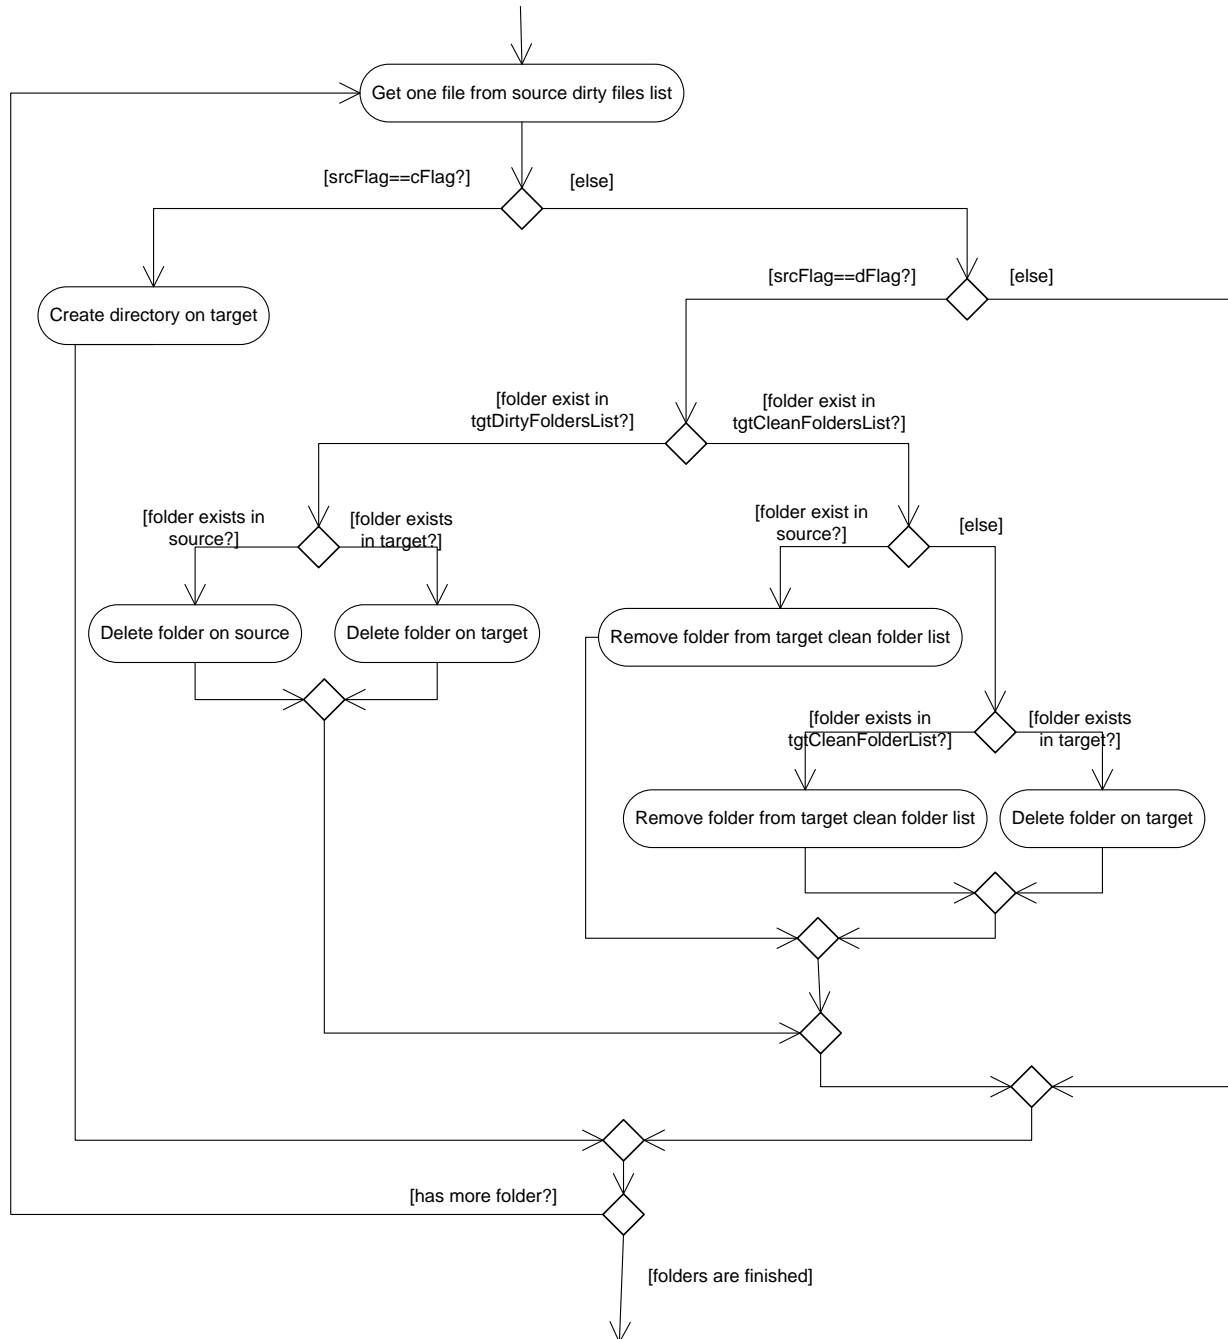 Get one file from source dirty files list
[srcFlag==cFlag?]
[else]
[srcFlag==dFlag?]
[else]
Create directory on target
[folder exist in
tgtDirtyFoldersList?]
[folder exist in
tgtCleanFoldersList?]
[folder exists in
source?]
[folder exists
in target?]
[folder exist in
source?]
[else]
Delete folder on source
Delete folder on target
Remove folder from target clean folder list
[folder exists in
tgtCleanFolderList?]
[folder exists
in target?]
Remove folder from target clean folder list
Delete folder on target
[has more folder?]
[folders are finished]